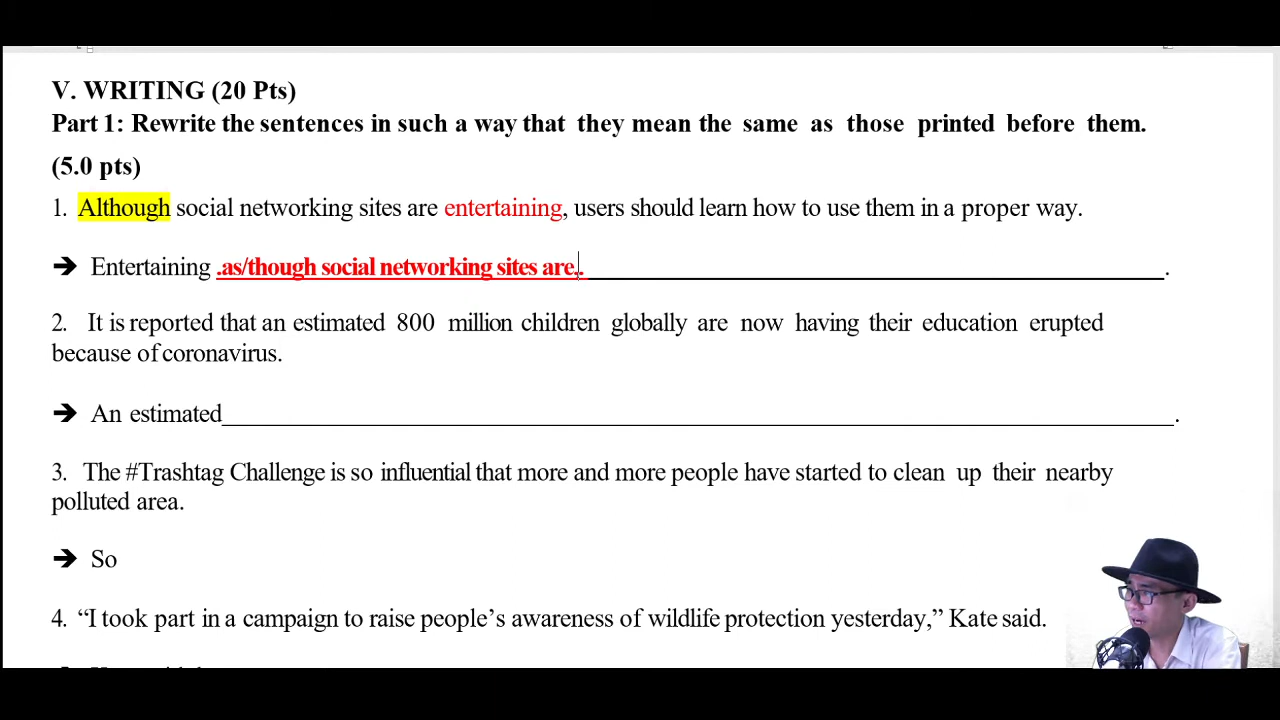 V. WRITING (20 Pts)
Part 1: Rewrite the sentences in such a way that they mean the same as those printed before them.
(5.0 pts)
1. Although social networking sites are entertaining, users should learn how to use them in a proper way.
➔ Entertaining .as/though social networking sites are,. .
2. It is reported that an estimated 800 million children globally are now having their education erupted
because of coronavirus.
➔ An estimated .
3. The #Trashtag Challenge is so influential that more and more people have started to clean up their nearby
polluted area.
➔ So
4. “I took part in a campaign to raise people’s awareness of wildlife protection yesterday,” Kate said.